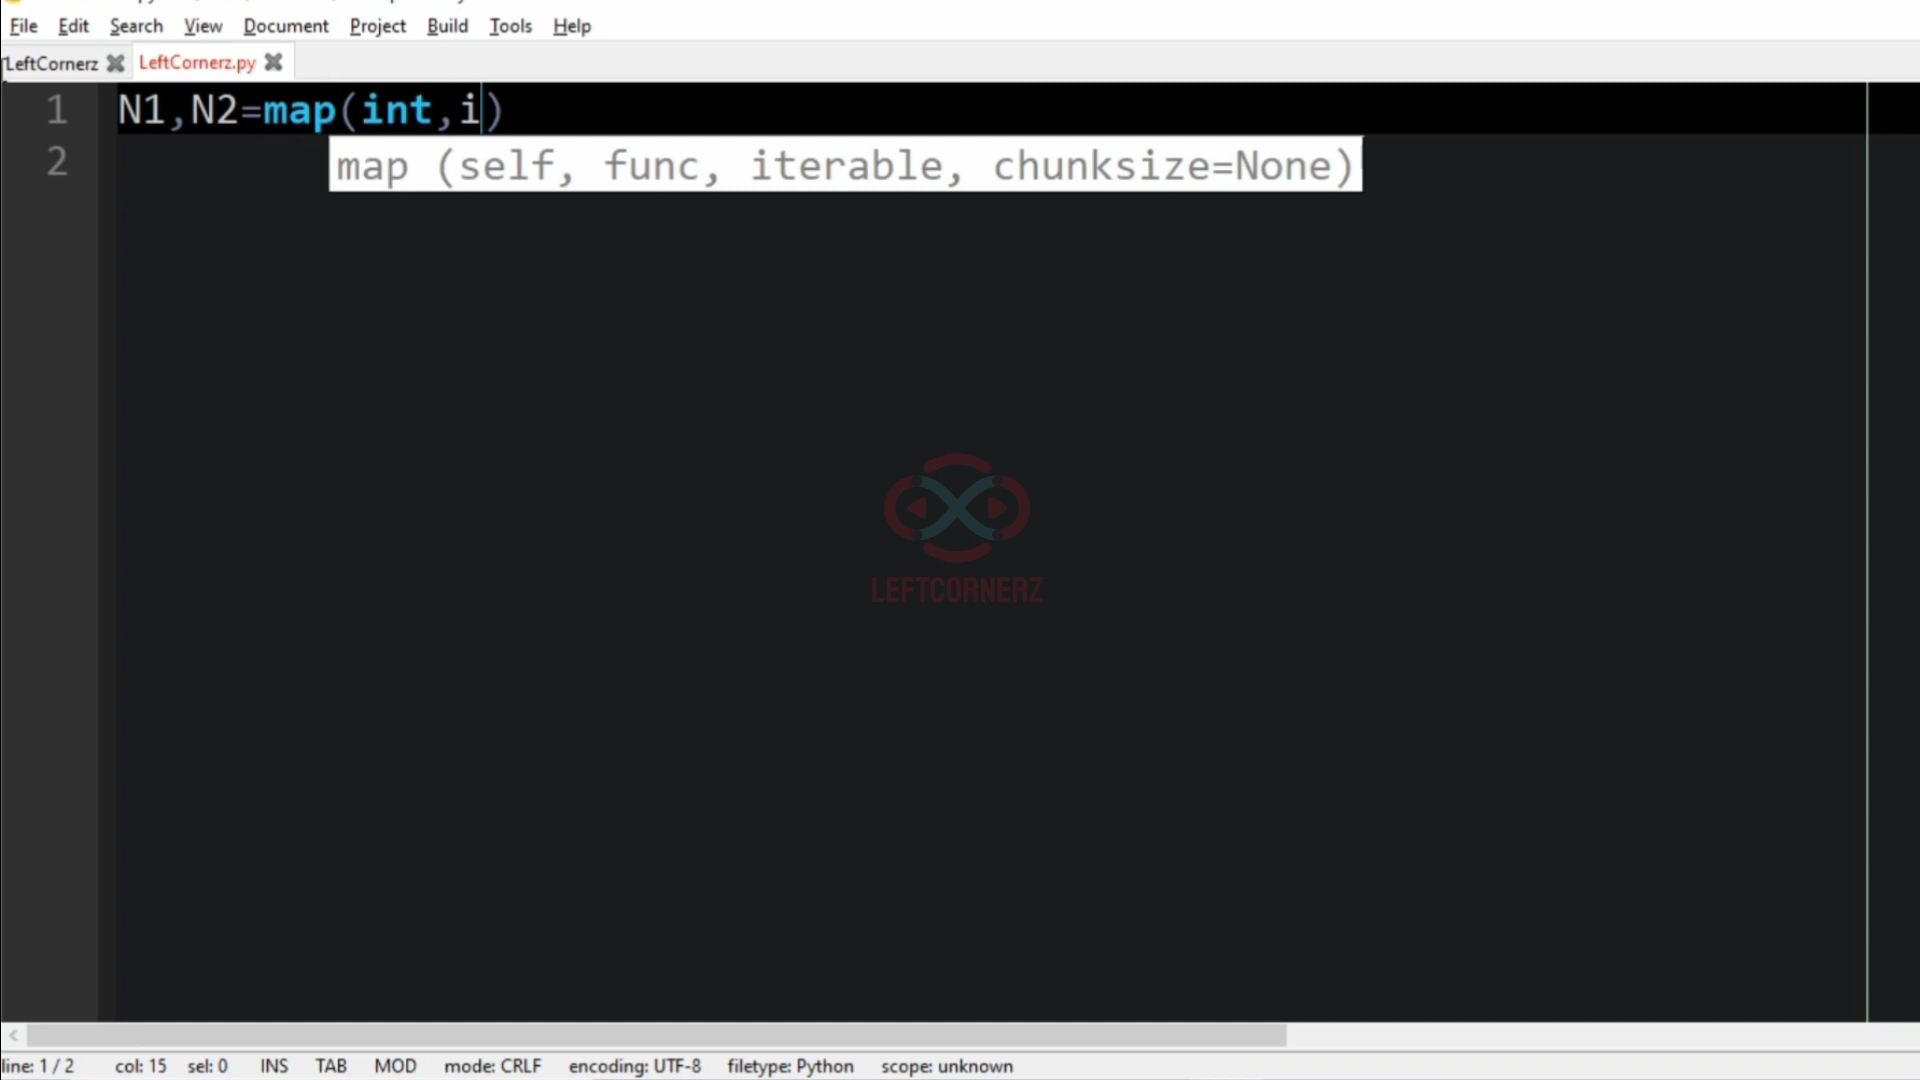 File Edit Search View Document Project Build Tools Help
LeftCornerz LeftCornerz.py
1 N1,N2=map(int,i)
map (self, func, iterable, chunksize=None)
2
LEFTCORNERZ
line: 1 / 2 col: 15 sel: 0 INS TAB MOD mode: CRLF encoding: UTF-8 filetype: Python scope: unknown